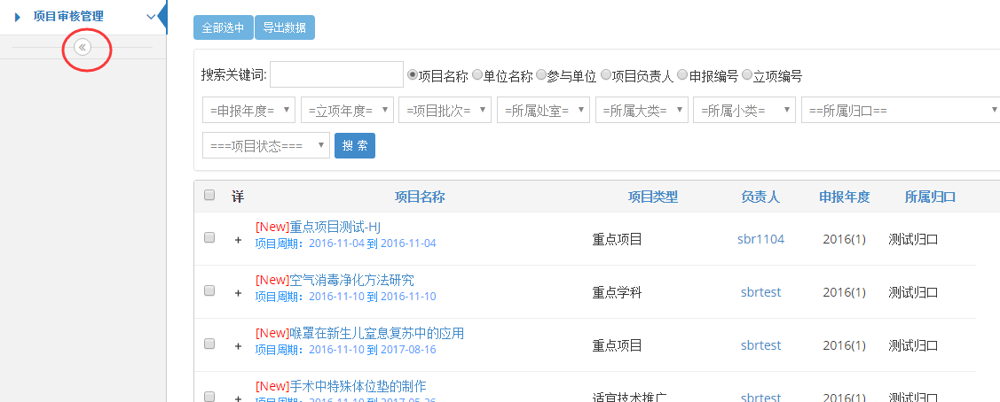 项目审核管理
全部选中 导出数据
搜索关键词: 项目名称 单位名称 参与单位 项目负责人 申报编号 立项编号
=申报年度= =立项年度= =项目批次= =所属处室= =所属大类= =所属小类= ==所属归口==
===项目状态=== 搜 索
详 项目名称 项目类型 负责人 申报年度 所属归口
+ [New]重点项目测试-HJ 重点项目 sbr1104 2016(1) 测试归口
项目周期：2016-11-04 到 2016-11-04
+ [New]空气消毒净化方法研究 重点学科 sbrtest 2016(1) 测试归口
项目周期：2016-11-10 到 2016-11-10
+ [New]喉罩在新生儿窒息复苏中的应用 重点项目 sbrtest 2016(1) 测试归口
项目周期：2016-11-10 到 2017-08-16
+ [New]手术中特殊体位垫的制作 适宜技术推广 sbrtest 2016(1) 测试归口
项目周期：2016-11-10 到 2017-05-26